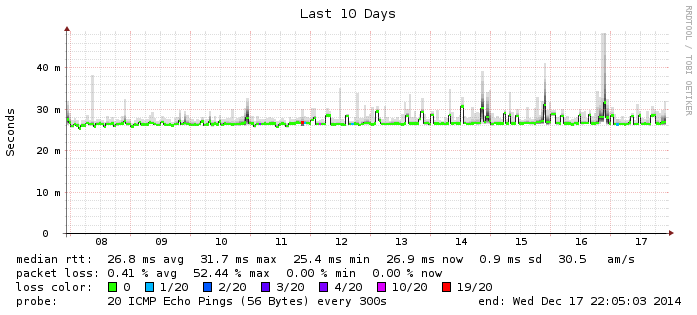 Last 10 Days
RRDTOOL / TOBI OETIKER
Seconds
40 m
30 m
20 m
10 m
0
08 09 10 11 12 13 14 15 16 17
median rtt: 26.8 ms avg 31.7 ms max 25.4 ms min 26.9 ms now 0.9 ms sd 30.5 am/s
packet loss: 0.41 % avg 52.44 % max 0.00 % min 0.00 % now
loss color: 0 1/20 2/20 3/20 4/20 10/20 19/20
probe: 20 ICMP Echo Pings (56 Bytes) every 300s end: Wed Dec 17 22:05:03 2014